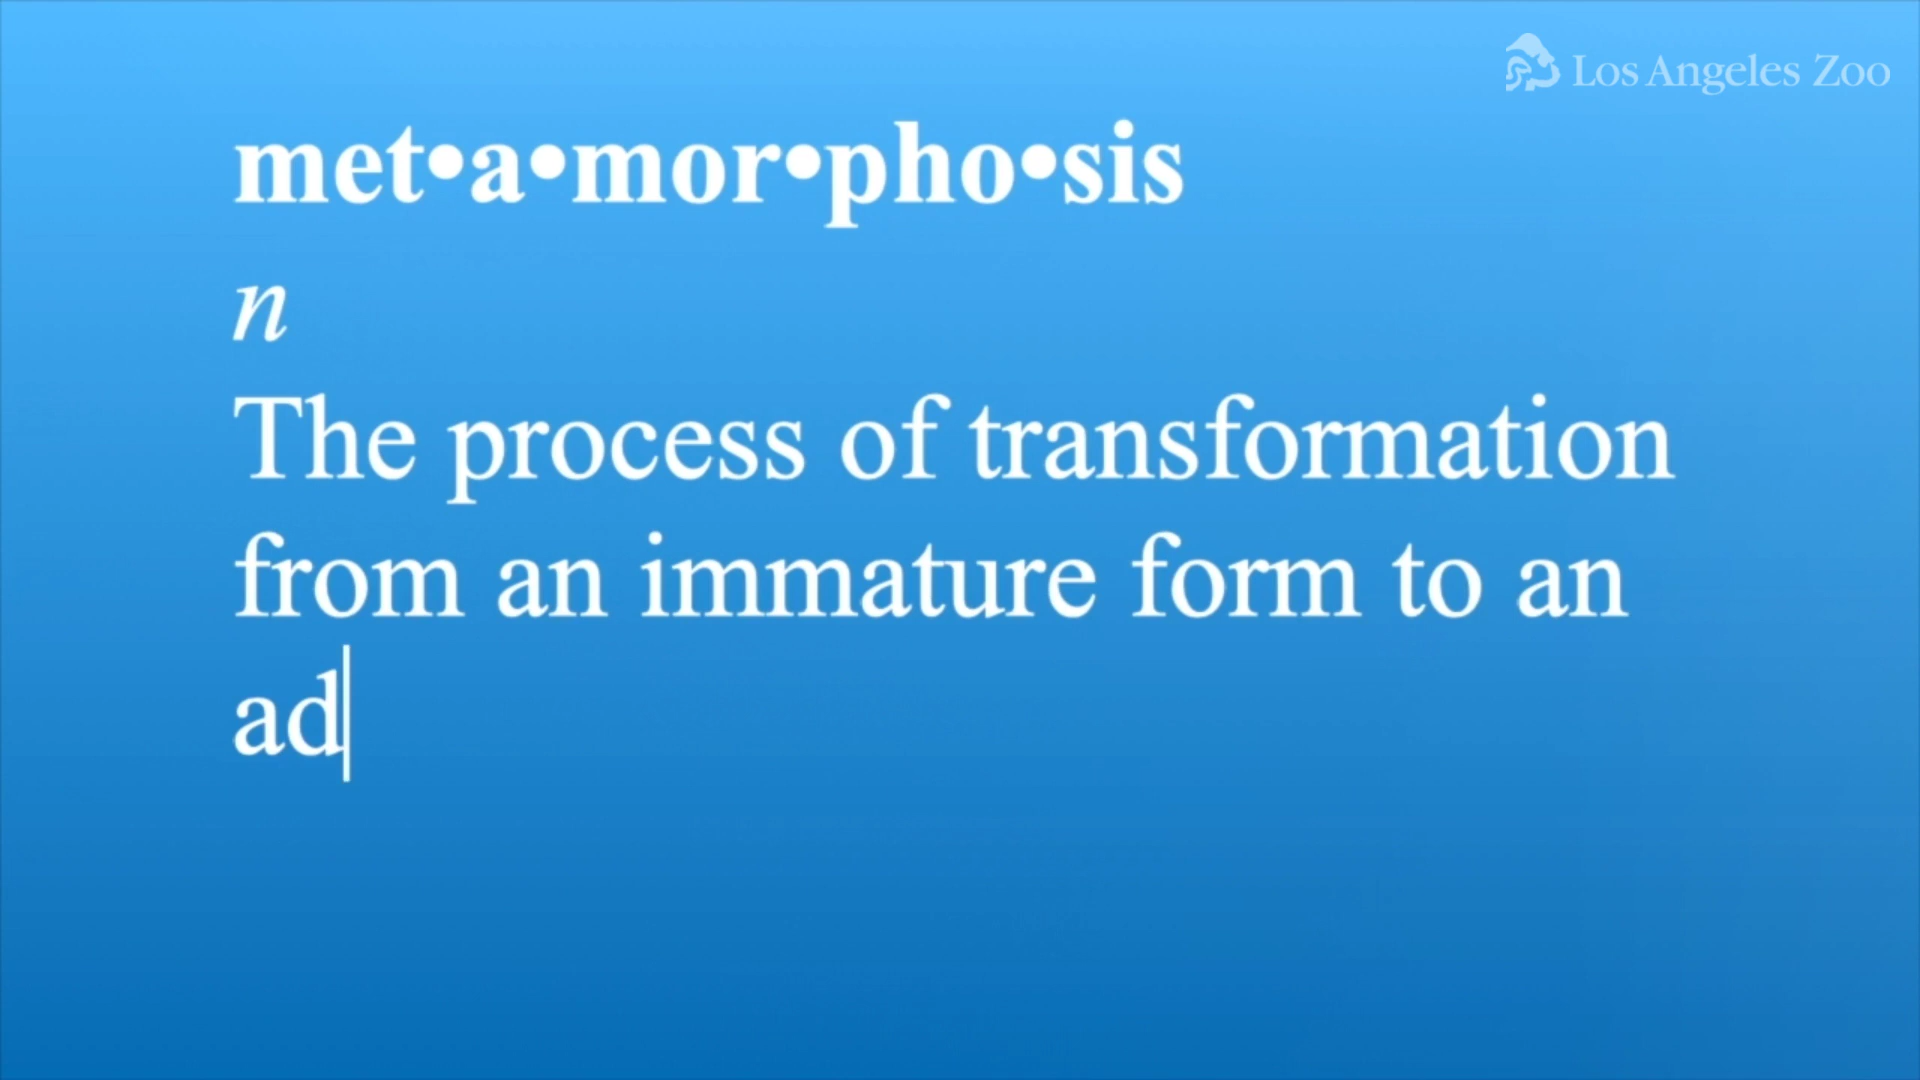 Los Angeles Zoo
met•a•mor•pho•sis
n
The process of transformation
from an immature form to an
ad